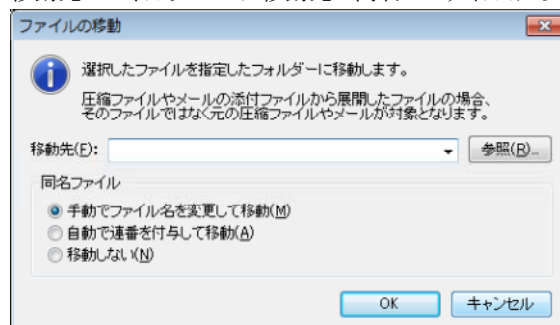 ファイルの移動
選択したファイルを指定したフォルダーに移動します。
圧縮ファイルやメールの添付ファイルから展開したファイルの場合、
そのファイルではなく元の圧縮ファイルやメールが対象となります。
移動先(F): 参照(B)...
同名ファイル
手動でファイル名を変更して移動(M)
自動で連番を付与して移動(A)
移動しない(N)
OK キャンセル